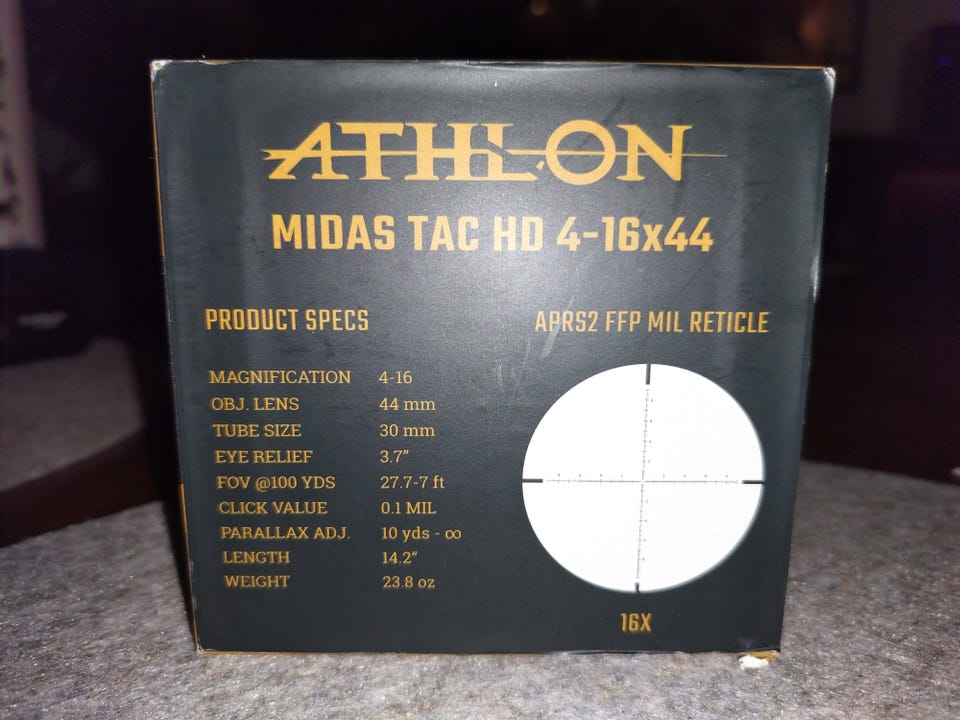 ATHLON
MIDAS TAC HD 4-16x44
PRODUCT SPECS
MAGNIFICATION 4-16
OBJ. LENS 44 mm
TUBE SIZE 30 mm
EYE RELIEF 3.7"
FOV @100 YDS 27.7-7 ft
CLICK VALUE 0.1 MIL
PARALLAX ADJ. 10 yds - ∞
LENGTH 14.2"
WEIGHT 23.8 oz
APRS2 FFP MIL RETICLE
16X